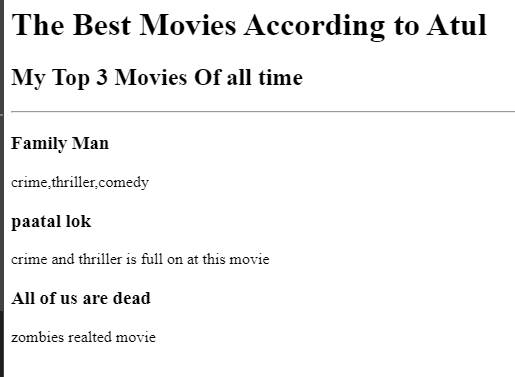 The Best Movies According to Atul
My Top 3 Movies Of all time
Family Man
crime,thriller,comedy
paatal lok
crime and thriller is full on at this movie
All of us are dead
zombies realted movie